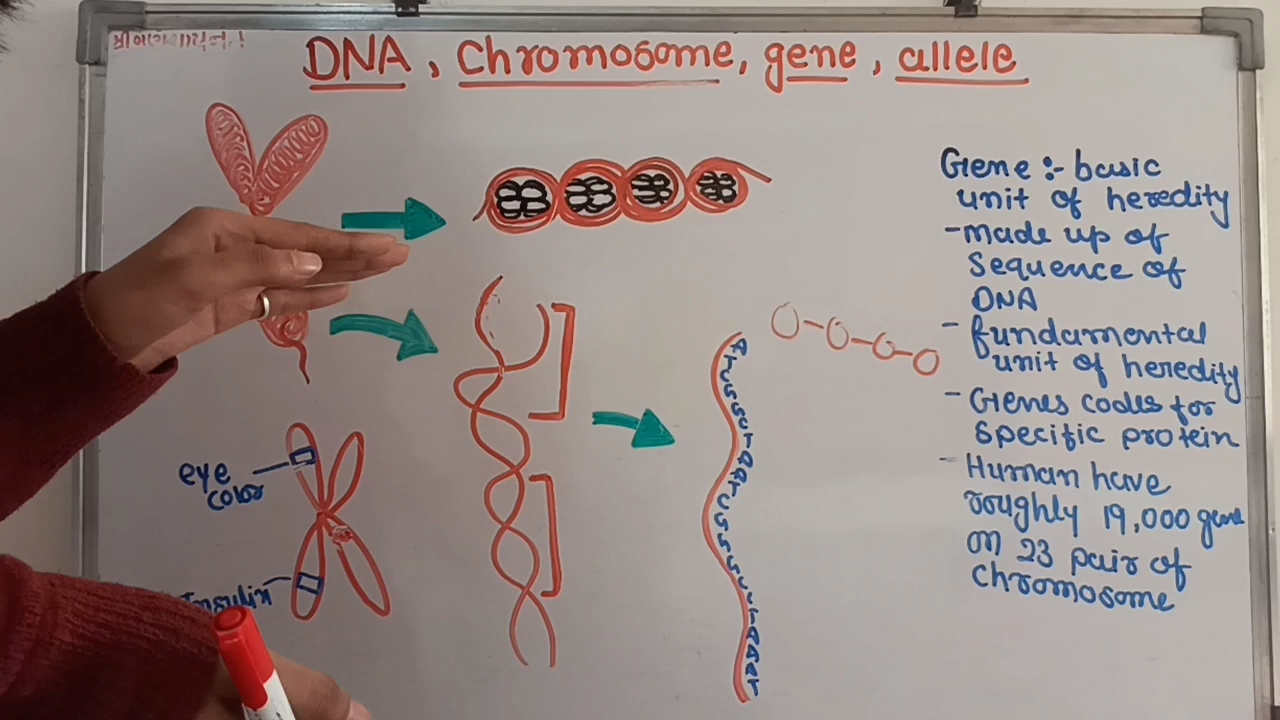 DNA, Chromosome, gene, allele
Gene :- basic
unit of heredity
- made up of
sequence of
DNA
- fundamental
unit of heredity
- Genes codes for
specific protein
- Human have
roughly 19,000 gene
on 23 pair of
chromosome
eye
color
Insulin